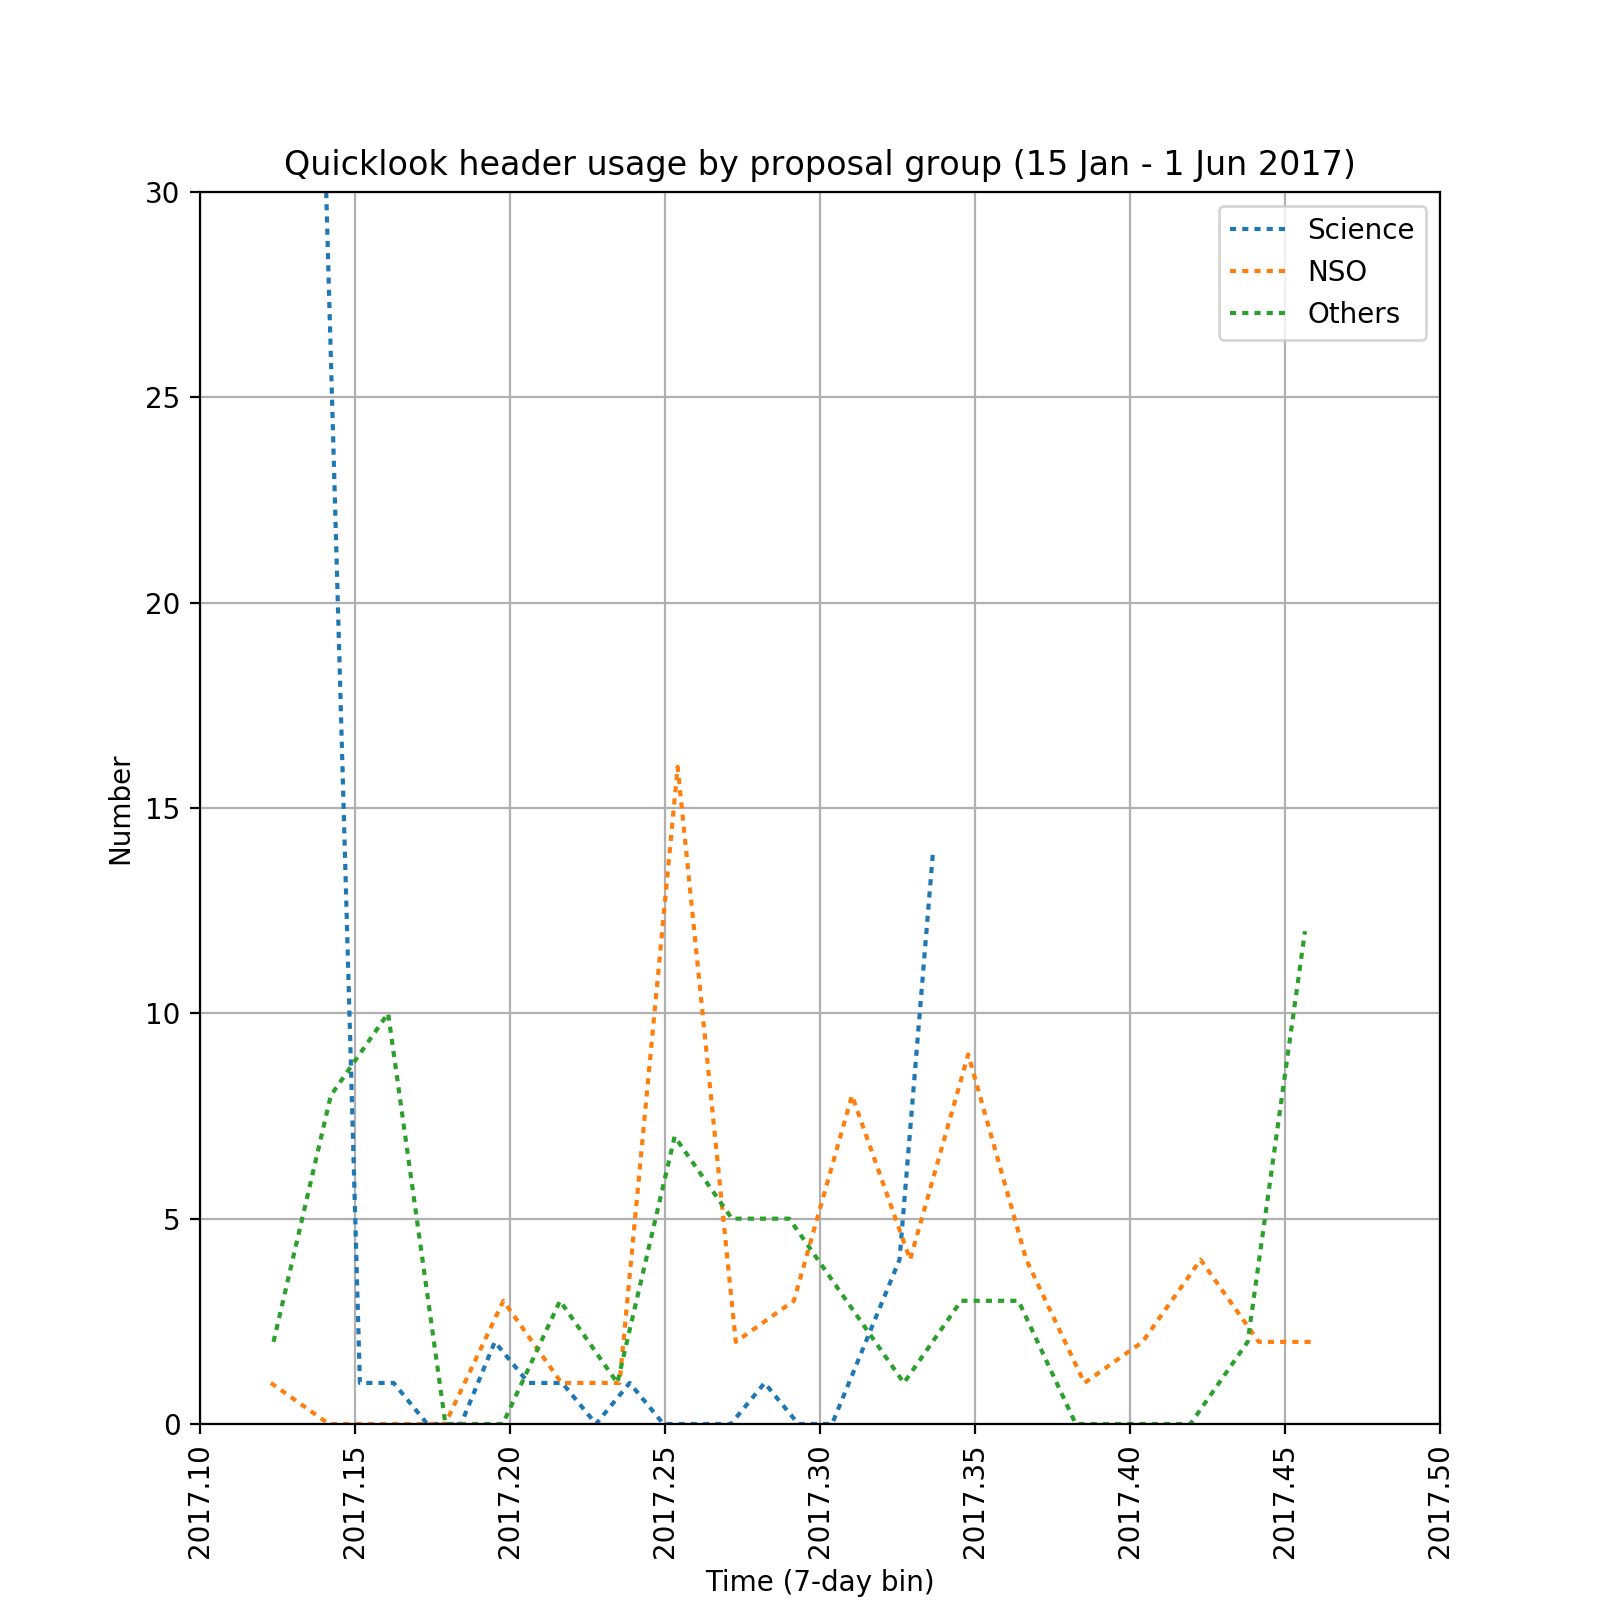 Quicklook header usage by proposal group (15 Jan - 1 Jun 2017)
30
25
20
15
10
5
0
Number
Science
NSO
Others
2017.10
2017.15
2017.20
2017.25
2017.30
2017.35
2017.40
2017.45
2017.50
Time (7-day bin)